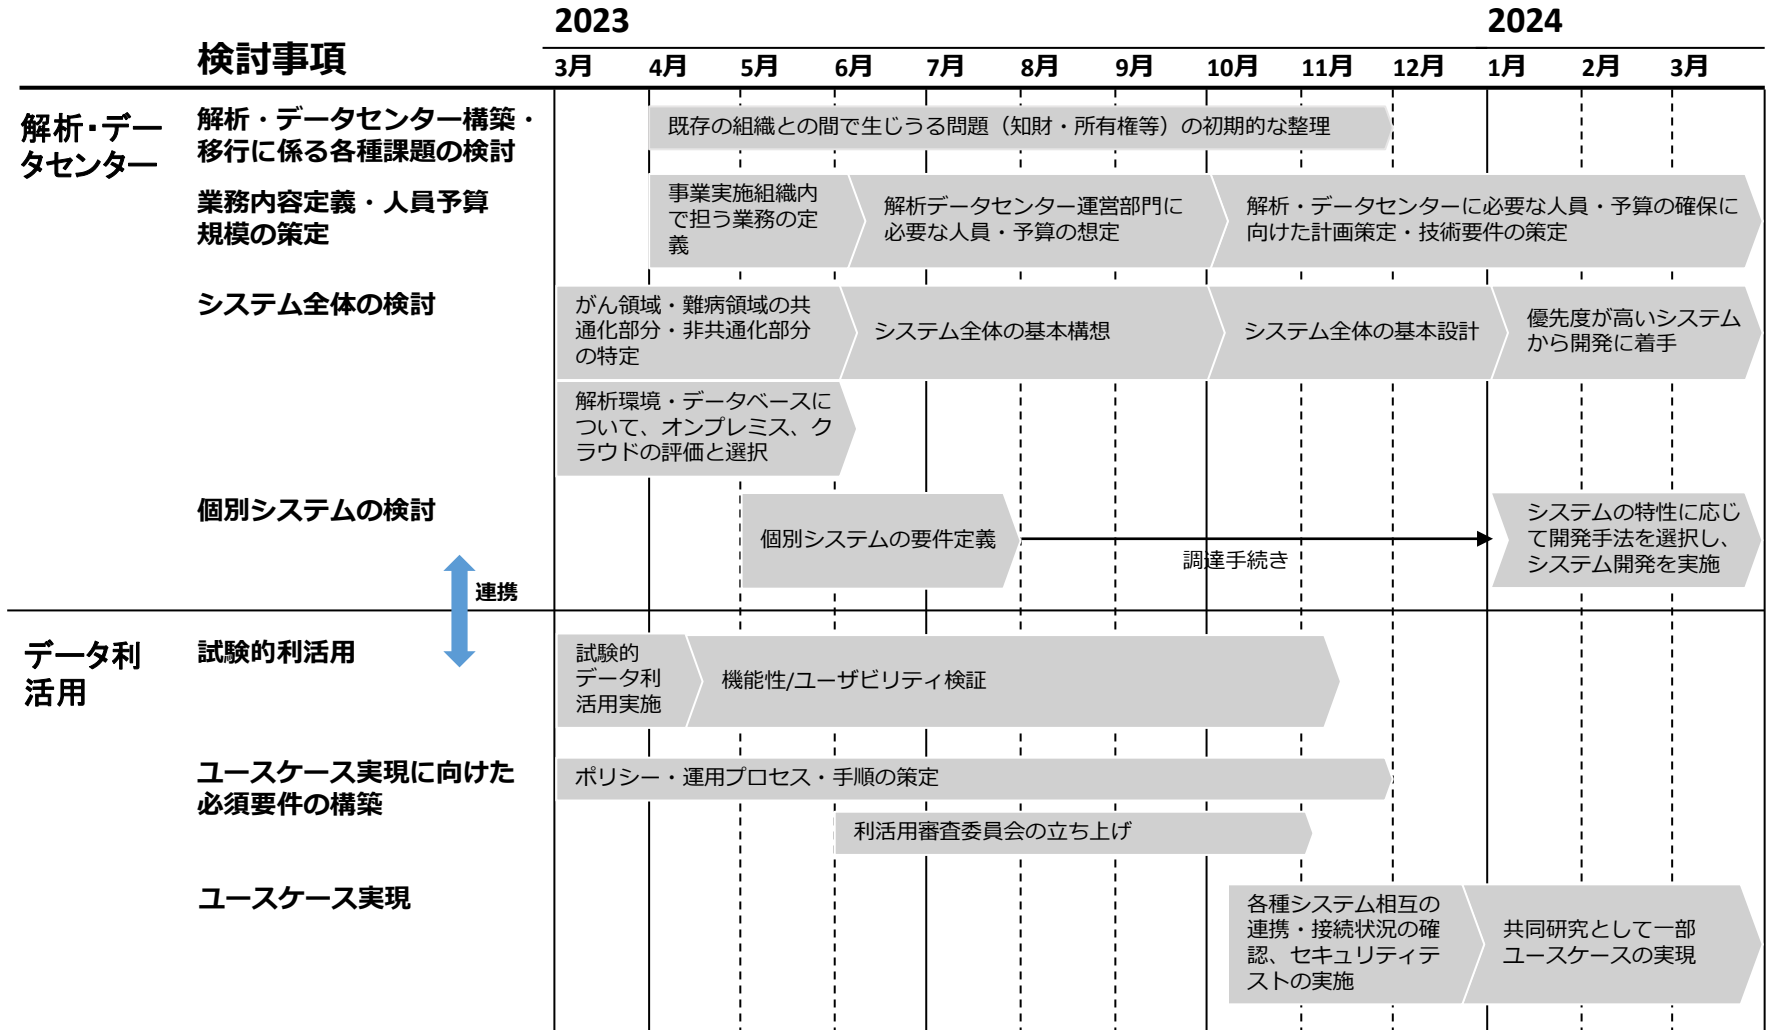 2023
2024
検討事項
3月 4月 5月 6月 7月 8月 9月 10月 11月 12月 1月 2月 3月
解析・デー
タセンター
解析・データセンター構築・
移行に係る各種課題の検討
既存の組織との間で生じうる問題（知財・所有権等）の初期的な整理
業務内容定義・人員予算
規模の策定
事業実施組織内
で担う業務の定
義
解析データセンター運営部門に
必要な人員・予算の想定
解析・データセンターに必要な人員・予算の確保に
向けた計画策定・技術要件の策定
システム全体の検討
がん領域・難病領域の共
通化部分・非共通化部分
の特定
システム全体の基本構想
システム全体の基本設計
優先度が高いシステム
から開発に着手
解析環境・データベースに
ついて、オンプレミス、ク
ラウドの評価と選択
個別システムの検討
個別システムの要件定義
調達手続き
システムの特性に応じ
て開発手法を選択し、
システム開発を実施
連携
データ利
活用
試験的利活用
試験的
データ利
活用実施
機能性/ユーザビリティ検証
ユースケース実現に向けた
必須要件の構築
ポリシー・運用プロセス・手順の策定
利活用審査委員会の立ち上げ
ユースケース実現
各種システム相互の
連携・接続状況の確
認、セキュリティテ
ストの実施
共同研究として一部
ユースケースの実現